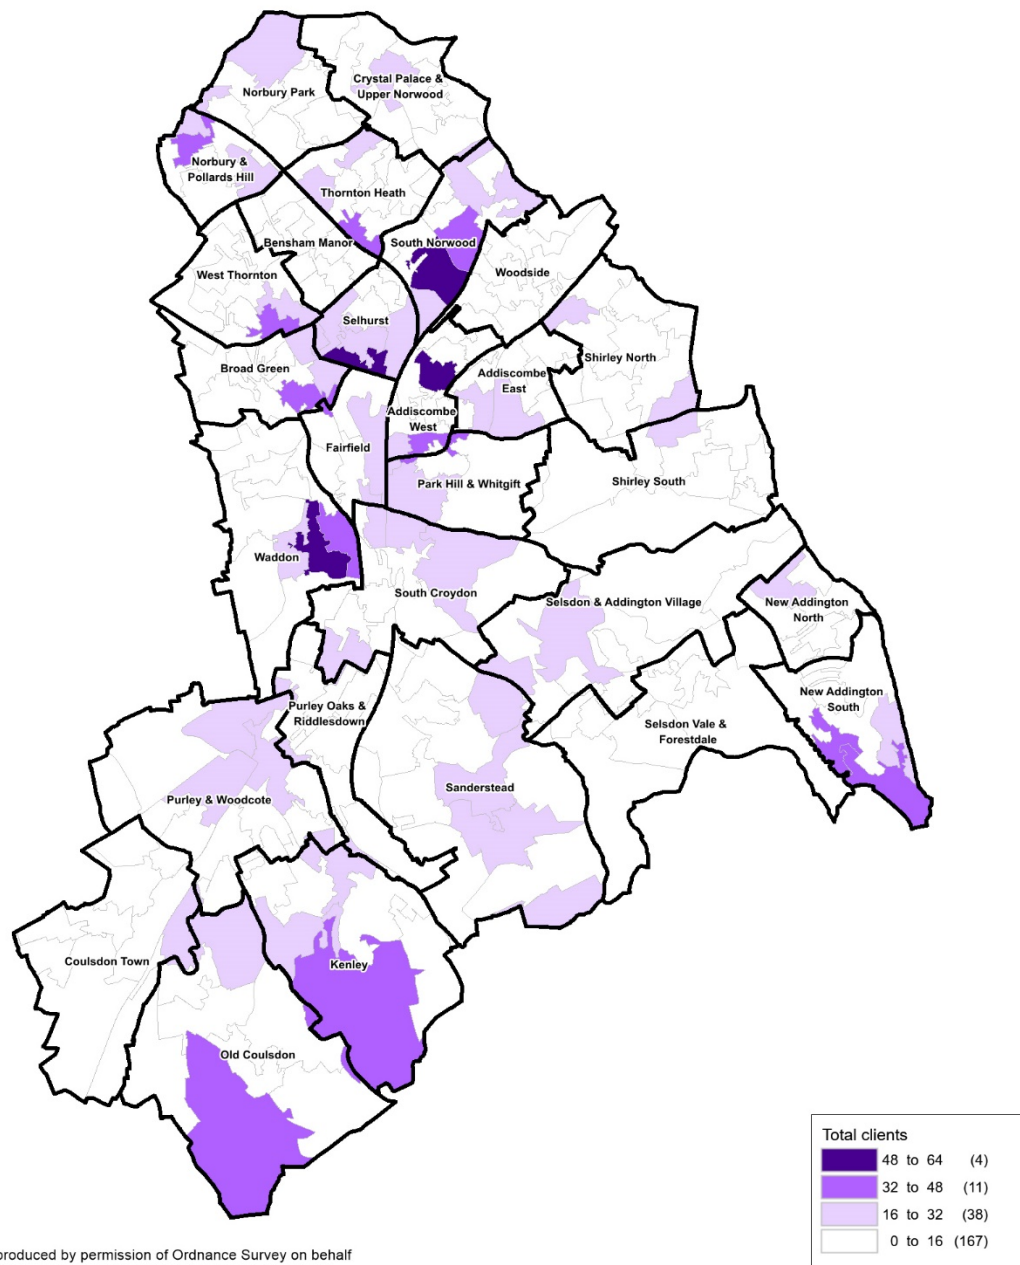 Crystal Palace &
Upper Norwood
Norbury Park
Norbury &
Pollards Hill
Thornton Heath
Bensham Manor
South Norwood
West Thornton
Woodside
Selhurst
Broad Green
Shirley North
Addiscombe
East
Addiscombe
West
Fairfield
Park Hill & Whitgift
Shirley South
Waddon
South Croydon
Selsdon & Addington Village
New Addington
North
New Addington
South
Purley Oaks &
Riddlesdown
Selsdon Vale &
Forestdale
Sanderstead
Purley & Woodcote
Coulsdon Town
Kenley
Old Coulsdon
Total clients
48 to 64 (4)
32 to 48 (11)
16 to 32 (38)
0 to 16 (167)
produced by permission of Ordnance Survey on behalf